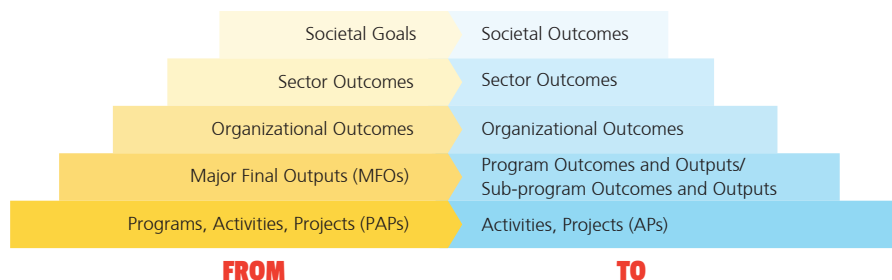 Societal Goals
Societal Outcomes
Sector Outcomes
Sector Outcomes
Organizational Outcomes
Organizational Outcomes
Major Final Outputs (MFOs)
Program Outcomes and Outputs/
Sub-program Outcomes and Outputs
Programs, Activities, Projects (PAPs)
Activities, Projects (APs)
FROM
TO